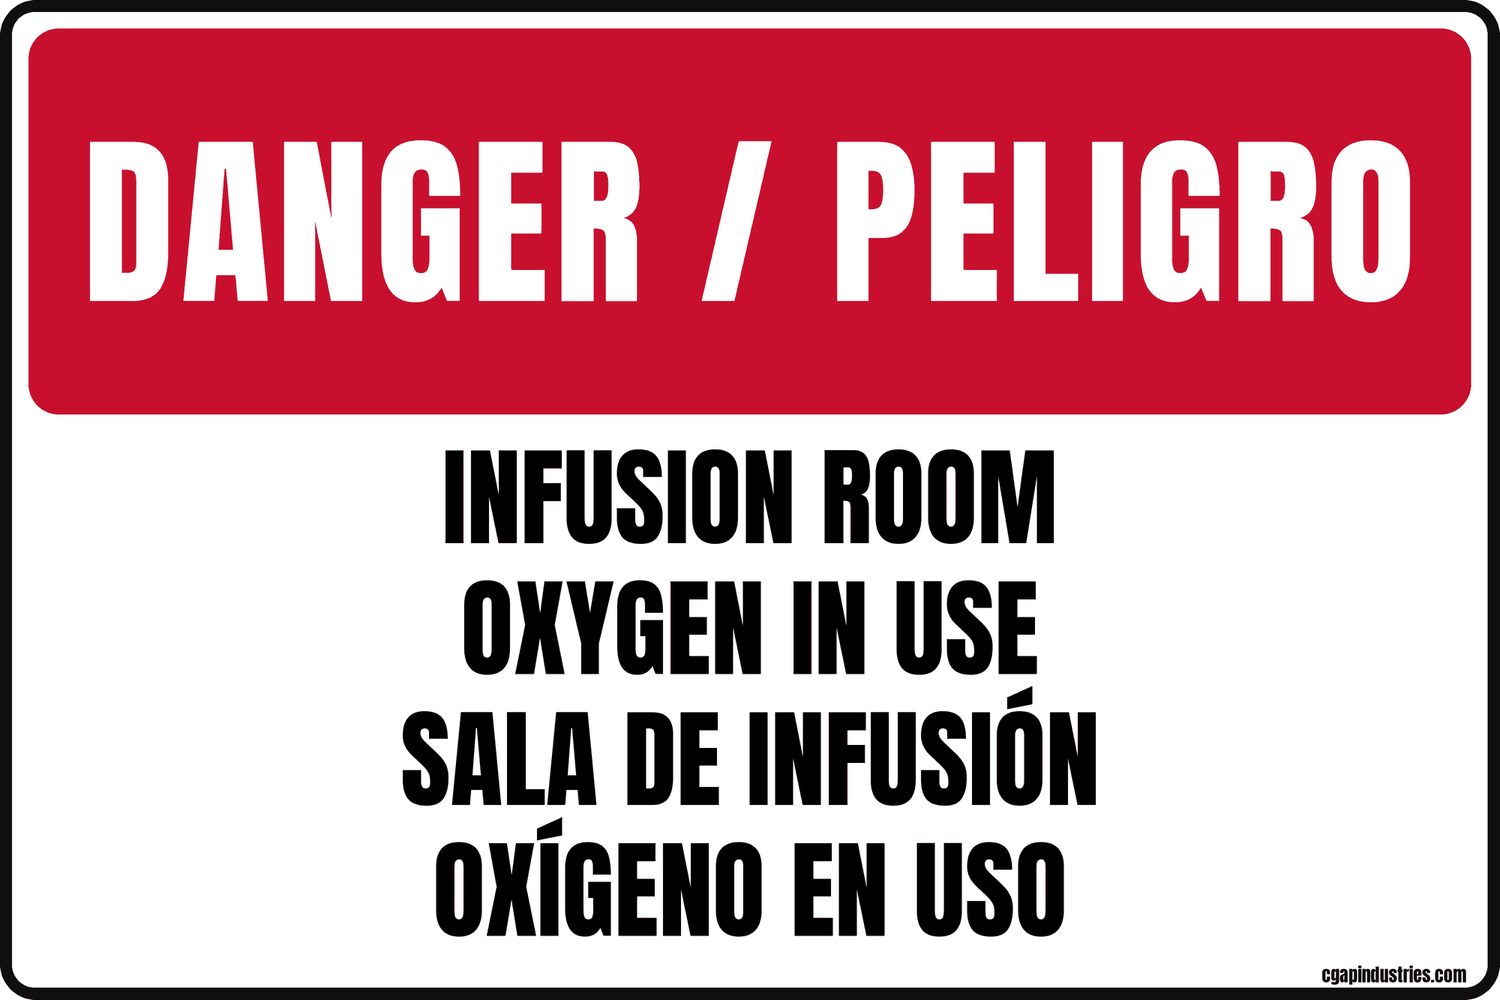 DANGER / PELIGRO
INFUSION ROOM
OXYGEN IN USE
SALA DE INFUSIÓN
OXÍGENO EN USO
cgapindustries.com